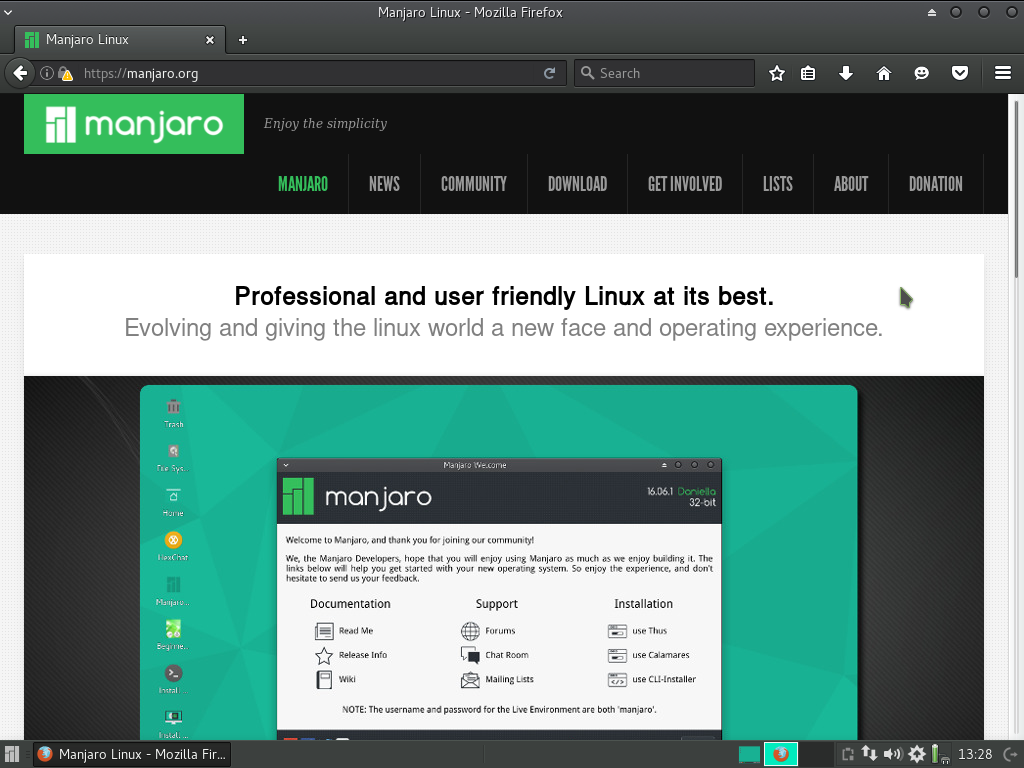 Manjaro Linux - Mozilla Firefox
Manjaro Linux
https://manjaro.org
Search
manjaro
Enjoy the simplicity
MANJARO NEWS COMMUNITY DOWNLOAD GET INVOLVED LISTS ABOUT DONATION
Professional and user friendly Linux at its best.
Evolving and giving the linux world a new face and operating experience.
Trash
Home
HexChat
Manjaro...
Beginne...
Install...
Install...
Manjaro Welcome
manjaro
16.06.1 Daniella
32-bit
Welcome to Manjaro, and thank you for joining our community!
We, the Manjaro Developers, hope that you will enjoy using Manjaro as much as we enjoy building it. The
links below will help you get started with your new operating system. So enjoy the experience, and don't
hesitate to send us your feedback.
Documentation Support Installation
Read Me Forums use Thus
Release Info Chat Room use Calamares
Wiki Mailing Lists use CLI-Installer
NOTE: The username and password for the Live Environment are both 'manjaro'.
Manjaro Linux - Mozilla Fir...
13:28